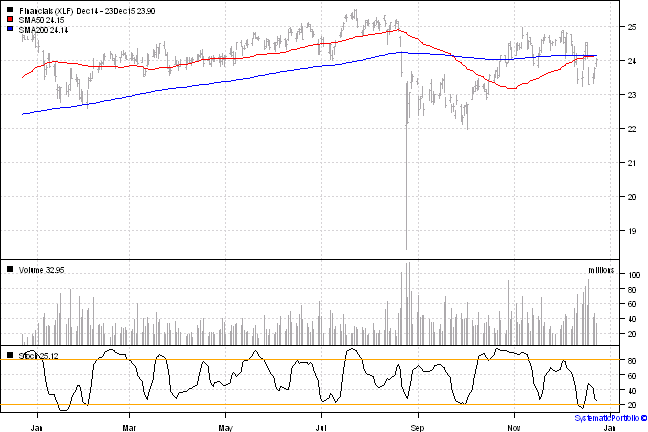 Financials (XLF) Dec14 - 23Dec15 23.90
SMA50 24.15
SMA200 24.14
25
24
23
22
21
20
19
Volume 32.95
millions
100
80
60
40
20
Stock 25.12
80
60
40
20
Jan Mar May Jul Sep Nov Jan
SystematicPortfolio ©